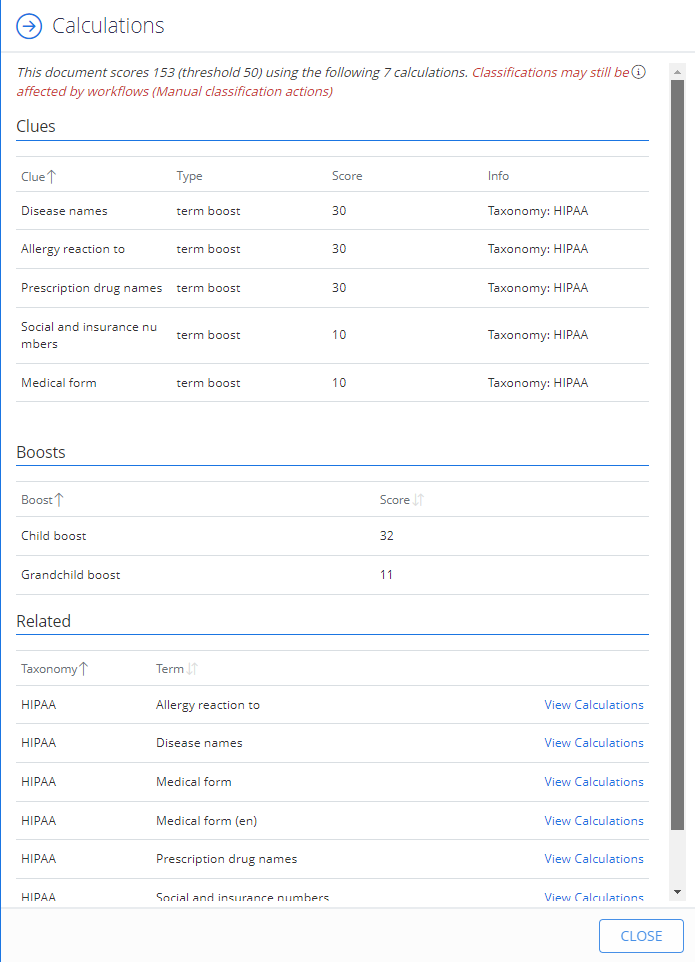 Calculations
This document scores 153 (threshold 50) using the following 7 calculations. Classifications may still be
affected by workflows (Manual classification actions)
Clues
Clue Type Score Info
Disease names term boost 30 Taxonomy: HIPAA
Allergy reaction to term boost 30 Taxonomy: HIPAA
Prescription drug names term boost 30 Taxonomy: HIPAA
Social and insurance nu
mbers term boost 10 Taxonomy: HIPAA
Medical form term boost 10 Taxonomy: HIPAA
Boosts
Boost Score
Child boost 32
Grandchild boost 11
Related
Taxonomy Term
HIPAA Allergy reaction to View Calculations
HIPAA Disease names View Calculations
HIPAA Medical form View Calculations
HIPAA Medical form (en) View Calculations
HIPAA Prescription drug names View Calculations
HIPAA Social and insurance numbers View Calculations
CLOSE